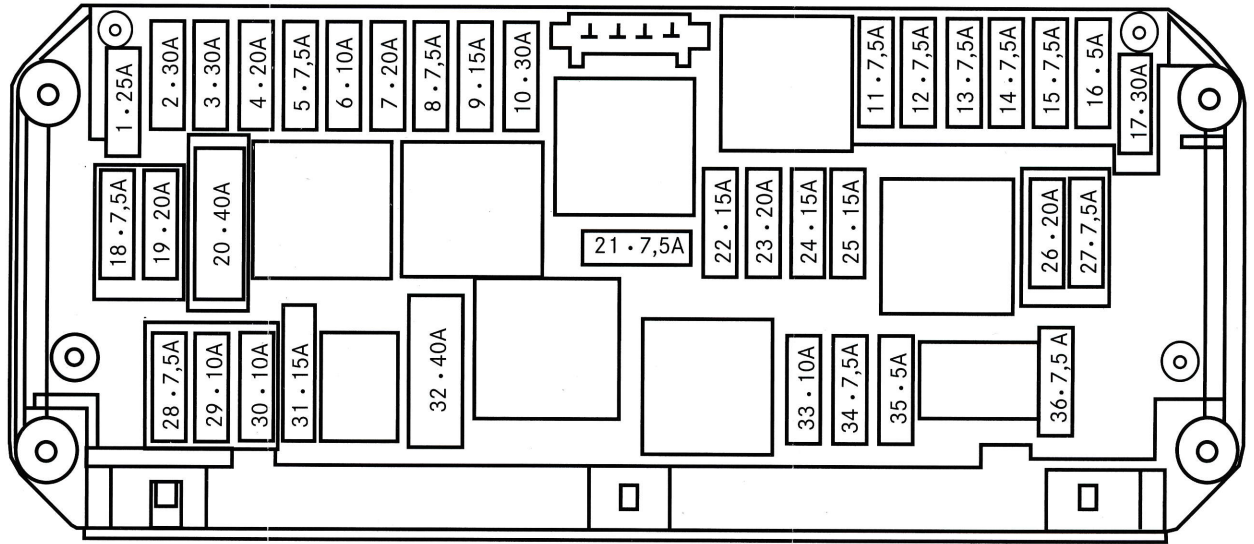 1 • 25A
2 • 30A
3 • 30A
4 • 20A
5 • 7,5A
6 • 10A
7 • 20A
8 • 7,5A
9 • 15A
10 • 30A
11 • 7,5A
12 • 7,5A
13 • 7,5A
14 • 7,5A
15 • 7,5A
16 • 5A
17 • 30A
18 • 7,5A
19 • 20A
20 • 40A
21 • 7,5A
22 • 15A
23 • 20A
24 • 15A
25 • 15A
26 • 20A
27 • 7,5A
28 • 7,5A
29 • 10A
30 • 10A
31 • 15A
32 • 40A
33 • 10A
34 • 7,5A
35 • 5A
36 • 7,5 A